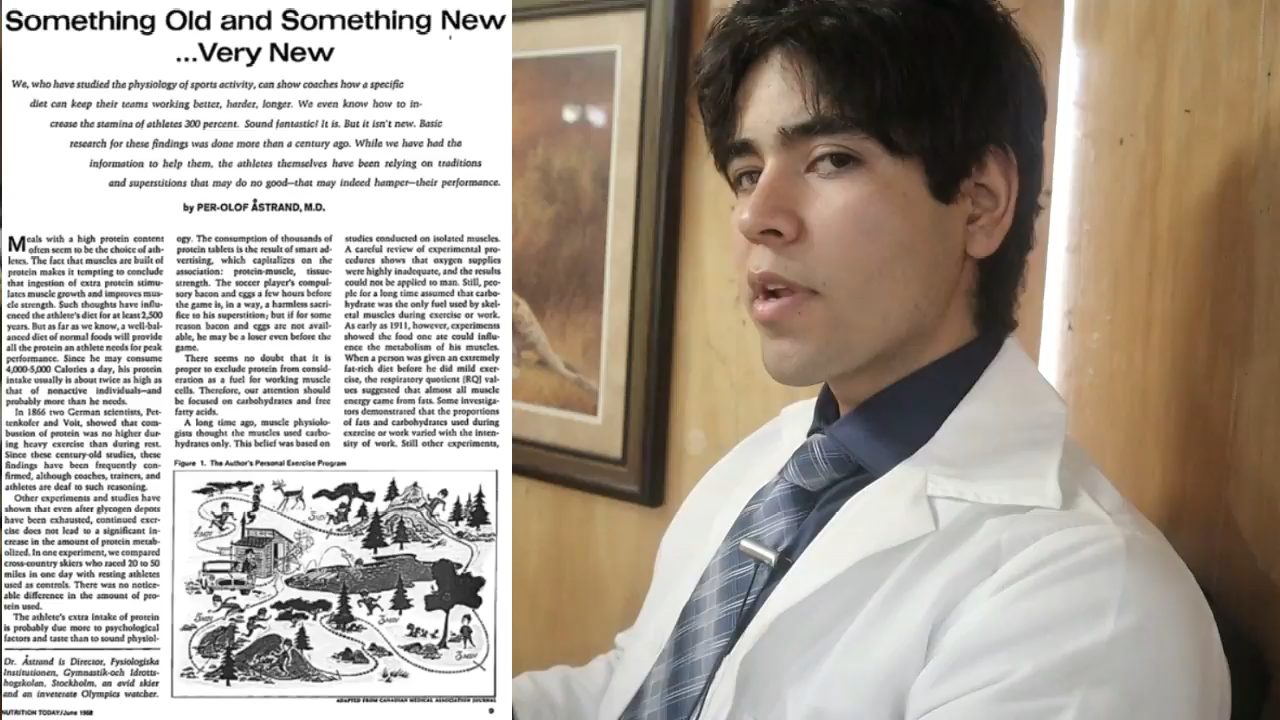 Something Old and Something New
...Very New
We, who have studied the physiology of sports activity, can show coaches how a specific
diet can keep their teams working better, harder, longer. We even know how to in-
crease the stamina of athletes 300 percent. Sound fantastic! It is. But it isn't new. Basic
research for these findings was done more than a century ago. While we have had the
information to help them, the athletes themselves have been relying on traditions
and superstitions that may do no good—that may indeed hamper—their performance.
by PER-OLOF ÅSTRAND, M.D.
Meals with a high protein content
often seem to be the choice of ath-
letes. The fact that muscles are built of
protein makes it tempting to conclude
that ingestion of extra protein stimu-
lates muscle growth and improves mus-
cle strength. Such thoughts have influ-
enced the athlete's diet for at least 2,500
years. But as far as we know, a well-bal-
anced diet of normal foods will provide
all the protein an athlete needs for peak
performance. Since he may consume
4,000-5,000 Calories a day, his protein
intake usually is about twice as high as
that of nonactive individuals—and
probably more than he needs.
In 1866 two German scientists, Pet-
tenkofer and Voit, showed that com-
bustion of protein was no higher dur-
ing heavy exercise than during rest.
Since these century-old studies, these
findings have been frequently con-
firmed, although coaches, trainers, and
athletes are deaf to such reasoning.
Other experiments and studies have
shown that even after glycogen depots
have been exhausted, continued exer-
cise does not lead to a significant in-
crease in the amount of protein metab-
olized. In one experiment, we compared
cross-country skiers who raced 20 to 50
miles in one day with resting athletes
used as controls. There was no notice-
able difference in the amount of pro-
tein used.
The athlete's extra intake of protein
is probably due more to psychological
factors and taste than to sound physiol-
Dr. Åstrand is Director, Fysiologiska
Institutionen, Gymnastik-och Idrotts-
hogskolan, Stockholm, an avid skier
and an inveterate Olympics watcher.
NUTRITION TODAY/June 1968
ogy. The consumption of thousands of
protein tablets is the result of smart ad-
vertising, which capitalizes on the
association: protein-muscle, tissue-
strength. The soccer player's compul-
sory bacon and eggs a few hours before
the game is, in a way, a harmless sacri-
fice to his superstition; but if for some
reason bacon and eggs are not avail-
able, he may be a loser even before the
game.
There seems no doubt that it is
proper to exclude protein from consid-
eration as a fuel for working muscle
cells. Therefore, our attention should
be focused on carbohydrates and free
fatty acids.
A long time ago, muscle physiolo-
gists thought the muscles used carbo-
hydrates only. This belief was based on
studies conducted on isolated muscles.
A careful review of experimental pro-
cedures shows that oxygen supplies
were highly inadequate, and the results
could not be applied to man. Still, peo-
ple for a long time assumed that carbo-
hydrate was the only fuel used by skel-
etal muscles during exercise or work.
As early as 1911, however, experiments
showed the food one ate could influ-
ence the metabolism of his muscles.
When a person was given an extremely
fat-rich diet before he did mild exer-
cise, the respiratory quotient (RQ) val-
ues suggested that almost all muscle
energy came from fats. Some investiga-
tors demonstrated that the proportions
of fats and carbohydrates used during
exercise or work varied with the inten-
sity of work. Still other experiments,
Figure 1. The Author's Personal Exercise Program
ADAPTED FROM CANADIAN MEDICAL ASSOCIATION JOURNAL
9